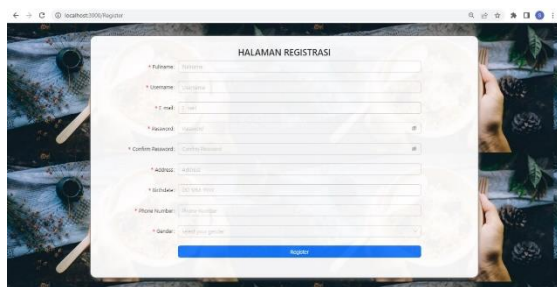 localhost:3000/Register
HALAMAN REGISTRASI
* Fullname:
* Username:
Username
* E-mail:
E-mail
* Password:
Password
* Confirm Password:
Confirm Password
* Address:
Address
* Birthdate:
* Phone Number:
Phone Number
* Gender:
select your gender
Register